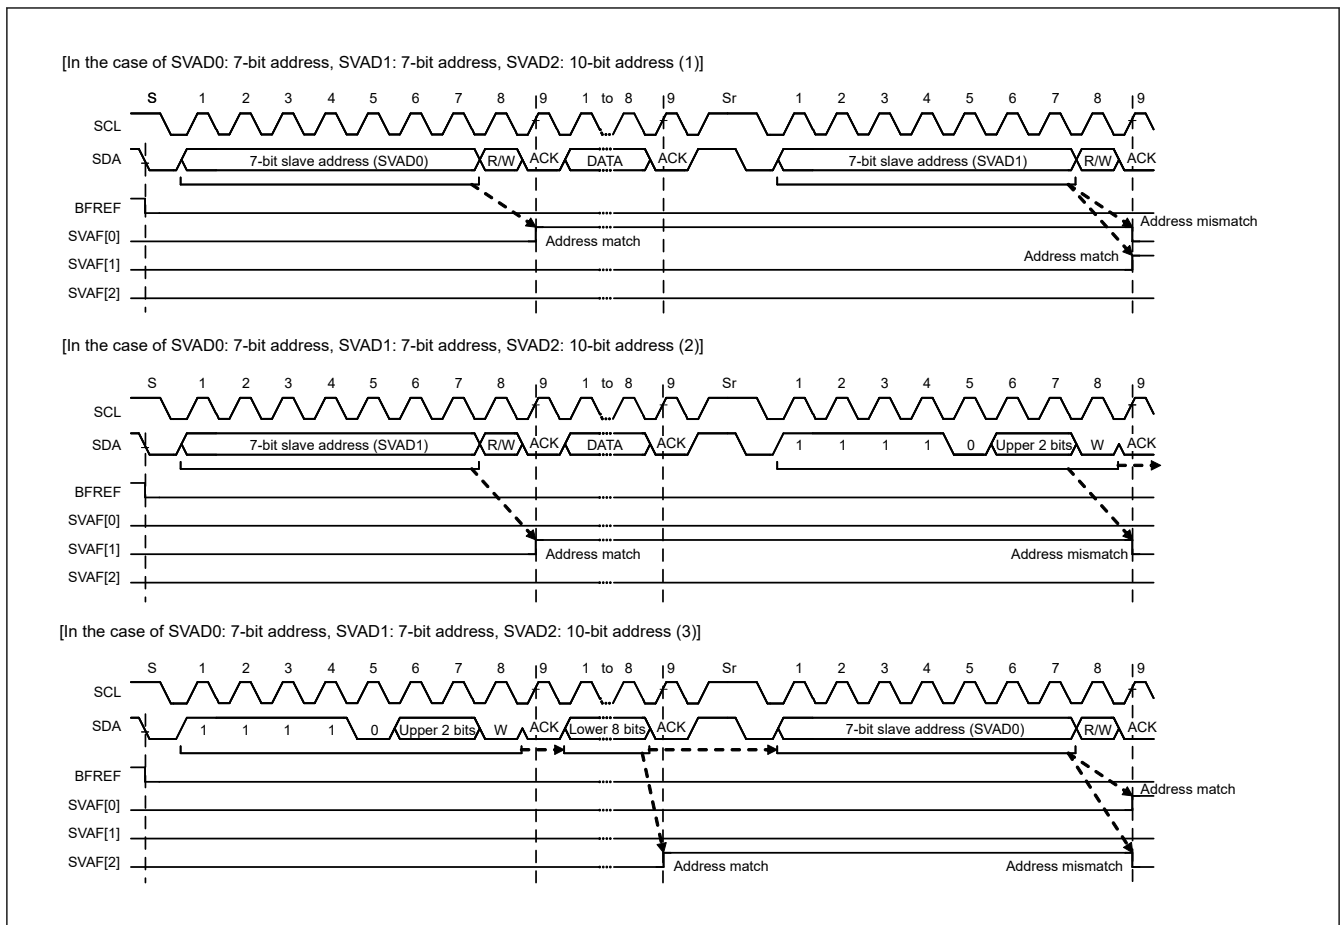 [In the case of SVAD0: 7-bit address, SVAD1: 7-bit address, SVAD2: 10-bit address (1)]
S 1 2 3 4 5 6 7 8 9 1 to 8 9 Sr 1 2 3 4 5 6 7 8 9
SCL
SDA 7-bit slave address (SVAD0) R/W ACK DATA ACK 7-bit slave address (SVAD1) R/W ACK
BFREF
Address mismatch
SVAF[0] Address match
SVAF[1] Address match
SVAF[2]
[In the case of SVAD0: 7-bit address, SVAD1: 7-bit address, SVAD2: 10-bit address (2)]
S 1 2 3 4 5 6 7 8 9 1 to 8 9 Sr 1 2 3 4 5 6 7 8 9
SCL
SDA 7-bit slave address (SVAD1) R/W ACK DATA ACK 1 1 1 1 0 Upper 2 bits W ACK
BFREF
SVAF[0]
SVAF[1] Address match Address mismatch
SVAF[2]
[In the case of SVAD0: 7-bit address, SVAD1: 7-bit address, SVAD2: 10-bit address (3)]
S 1 2 3 4 5 6 7 8 9 1 to 8 9 Sr 1 2 3 4 5 6 7 8 9
SCL
SDA 1 1 1 1 0 Upper 2 bits W ACK Lower 8 bits ACK 7-bit slave address (SVAD0) R/W ACK
BFREF
Address match
SVAF[0]
SVAF[1]
SVAF[2] Address match Address mismatch